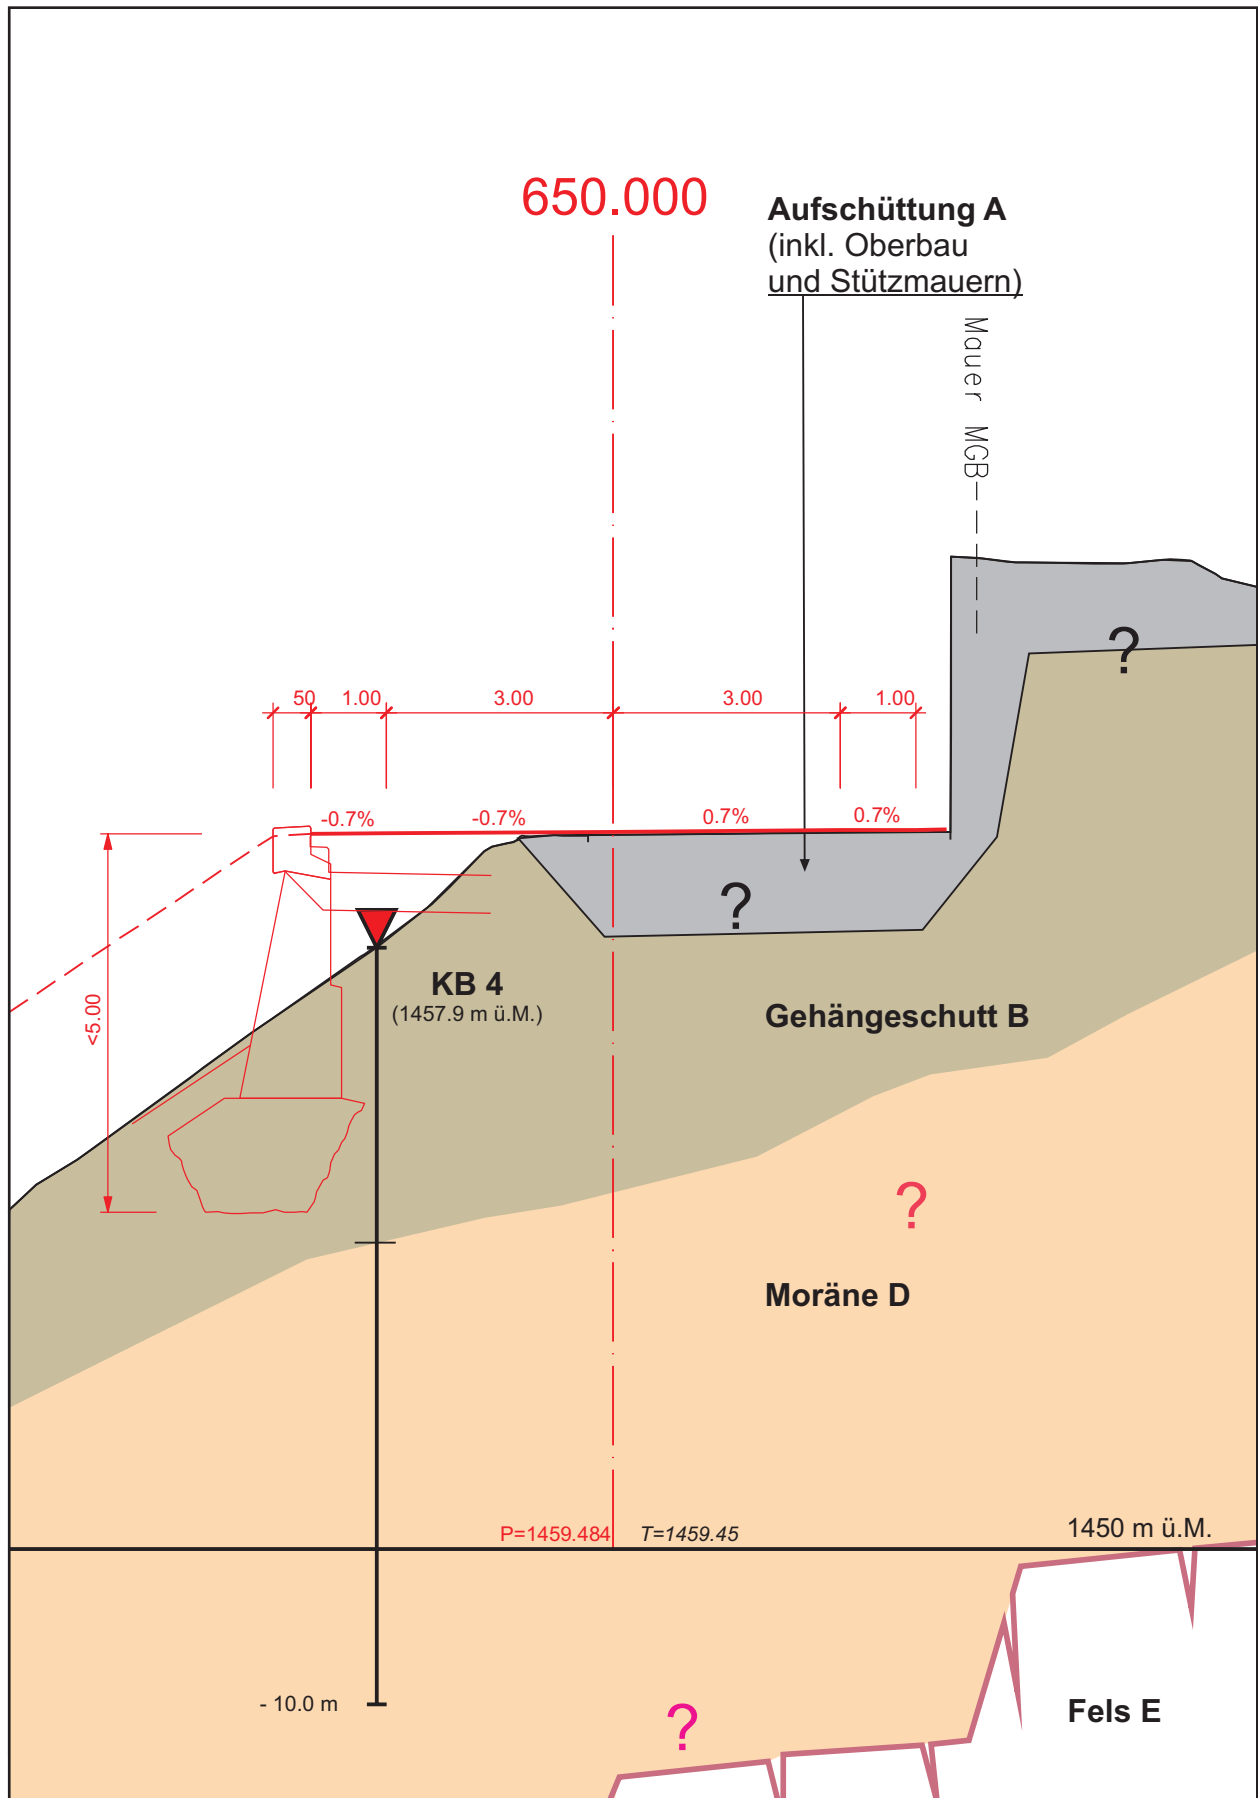 650.000
Aufschüttung A
(inkl. Oberbau
und Stützmauern)
Mauer MGB
?
50 1.00 3.00 3.00 1.00
-0.7% -0.7% 0.7% 0.7%
?
<5.00
KB 4
(1457.9 m ü.M.)
Gehängeschutt B
?
Moräne D
P=1459.484 T=1459.45
1450 m ü.M.
- 10.0 m
?
Fels E